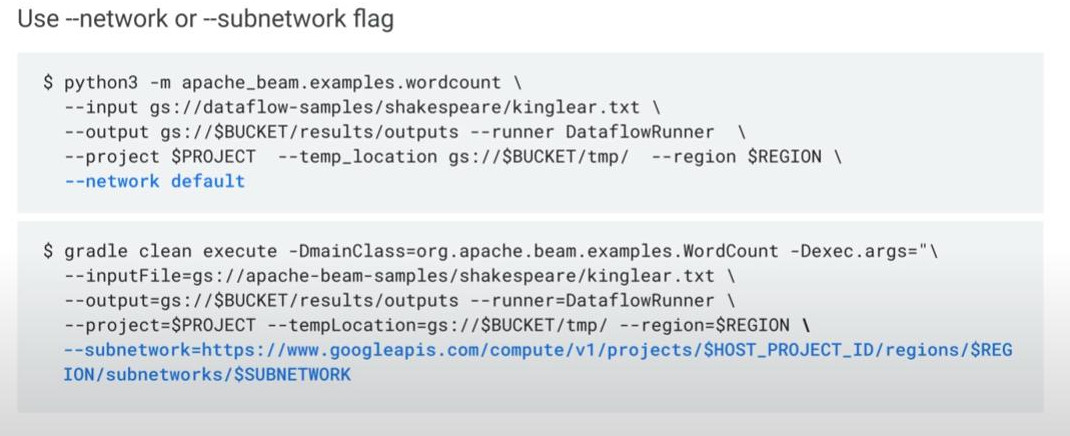 Use --network or --subnetwork flag
$ python3 -m apache_beam.examples.wordcount \
--input gs://dataflow-samples/shakespeare/kinglear.txt \
--output gs://$BUCKET/results/outputs --runner DataflowRunner \
--project $PROJECT --temp_location gs://$BUCKET/tmp/ --region $REGION \
--network default
$ gradle clean execute -DmainClass=org.apache.beam.examples.WordCount -Dexec.args="\
--inputFile=gs://apache-beam-samples/shakespeare/kinglear.txt \
--output=gs://$BUCKET/results/outputs --runner=DataflowRunner \
--project=$PROJECT --tempLocation=gs://$BUCKET/tmp/ --region=$REGION \
--subnetwork=https://www.googleapis.com/compute/v1/projects/$HOST_PROJECT_ID/regions/$REG
ION/subnetworks/$SUBNETWORK